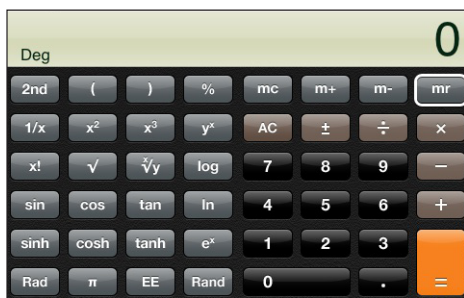 0
Deg
2nd ( ) % mc m+ m- mr
1/x x² x³ yˣ AC ± ÷ ×
x! √ ˣ√y log 7 8 9 −
sin cos tan ln 4 5 6 +
sinh cosh tanh eˣ 1 2 3
Rad π EE Rand 0 . =